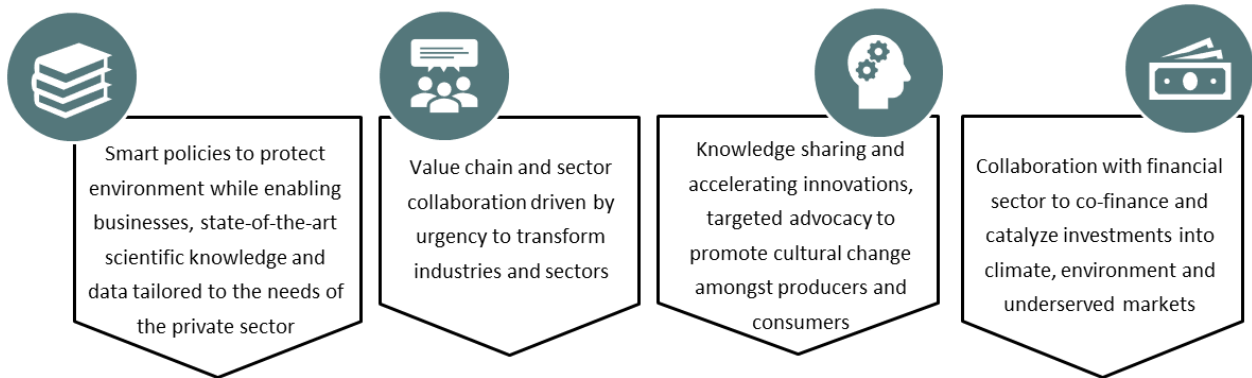 Smart policies to protect
environment while enabling
businesses, state-of-the-art
scientific knowledge and
data tailored to the needs of
the private sector
Value chain and sector
collaboration driven by
urgency to transform
industries and sectors
Knowledge sharing and
accelerating innovations,
targeted advocacy to
promote cultural change
amongst producers and
consumers
Collaboration with financial
sector to co-finance and
catalyze investments into
climate, environment and
underserved markets